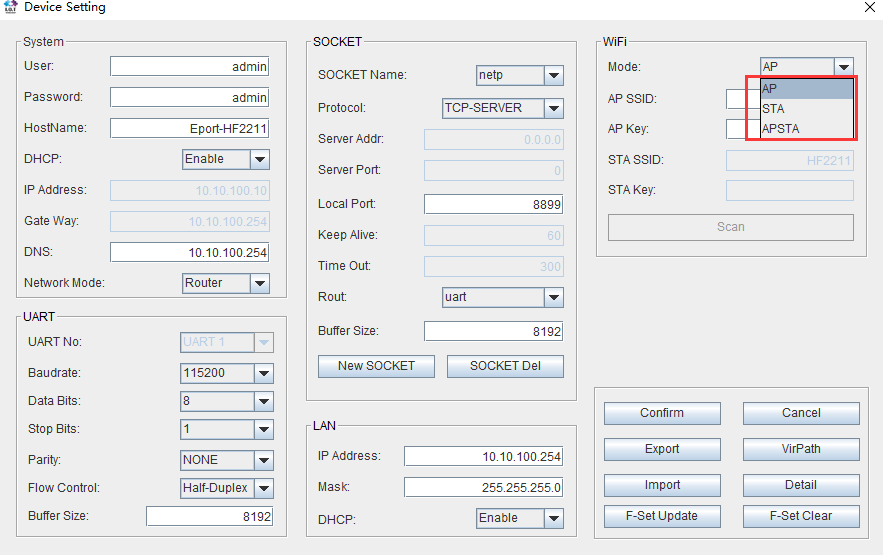 Device Setting
System
User:
admin
Password:
admin
HostName:
Eport-HF2211
DHCP:
Enable
IP Address:
10.10.100.10
Gate Way:
10.10.100.254
DNS:
10.10.100.254
Network Mode:
Router
UART
UART No:
UART 1
Baudrate:
115200
Data Bits:
8
Stop Bits:
1
Parity:
NONE
Flow Control:
Half-Duplex
Buffer Size:
8192
SOCKET
SOCKET Name:
netp
Protocol:
TCP-SERVER
Server Addr:
0.0.0.0
Server Port:
0
Local Port:
8899
Keep Alive:
60
Time Out:
300
Rout:
uart
Buffer Size:
8192
New SOCKET
SOCKET Del
LAN
IP Address:
10.10.100.254
Mask:
255.255.255.0
DHCP:
Enable
WiFi
Mode:
AP
AP
STA
APSTA
AP SSID:
AP Key:
STA SSID:
HF2211
STA Key:
Scan
Confirm
Cancel
Export
VirPath
Import
Detail
F-Set Update
F-Set Clear